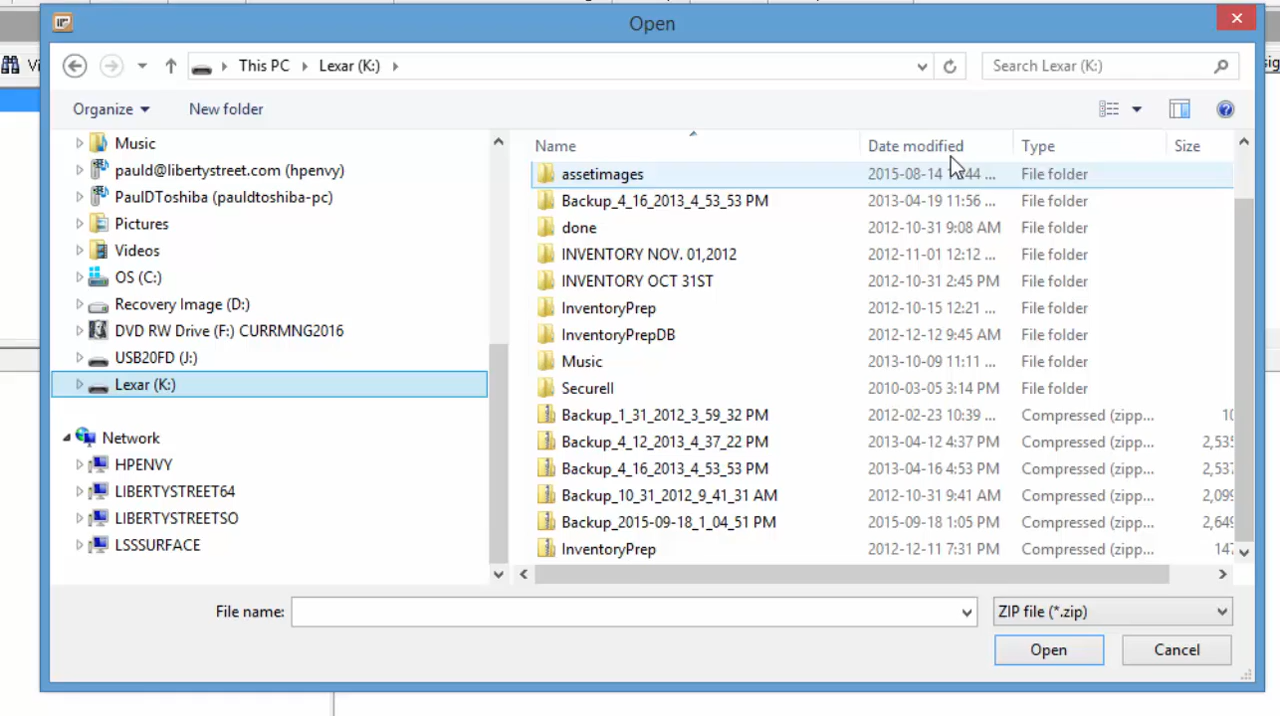 Open
Vi
This PC Lexar (K:)
Search Lexar (K:)
Organize New folder
Name Date modified Type Size
Music
pauld@libertystreet.com (hpenvy)
PaulDToshiba (pauldtoshiba-pc)
Pictures
Videos
OS (C:)
Recovery Image (D:)
DVD RW Drive (F:) CURRMNG2016
USB20FD (J:)
Lexar (K:)
Network
HPENVY
LIBERTYSTREET64
LIBERTYSTREETSO
LSSSURFACE
assetimages 2015-08-14 44 ... File folder
Backup_4_16_2013_4_53_53 PM 2013-04-19 11:56 ... File folder
done 2012-10-31 9:08 AM File folder
INVENTORY NOV. 01,2012 2012-11-01 12:12 ... File folder
INVENTORY OCT 31ST 2012-10-31 2:45 PM File folder
InventoryPrep 2012-10-15 12:21 ... File folder
InventoryPrepDB 2012-12-12 9:45 AM File folder
Music 2013-10-09 11:11 ... File folder
Securell 2010-03-05 3:14 PM File folder
Backup_1_31_2012_3_59_32 PM 2012-02-23 10:39 ... Compressed (zipp... 10
Backup_4_12_2013_4_37_22 PM 2013-04-12 4:37 PM Compressed (zipp... 2,535
Backup_4_16_2013_4_53_53 PM 2013-04-16 4:53 PM Compressed (zipp... 2,537
Backup_10_31_2012_9_41_31 AM 2012-10-31 9:41 AM Compressed (zipp... 2,099
Backup_2015-09-18_1_04_51 PM 2015-09-18 1:05 PM Compressed (zipp... 2,649
InventoryPrep 2012-12-11 7:31 PM Compressed (zipp... 147
File name: ZIP file (*.zip)
Open Cancel